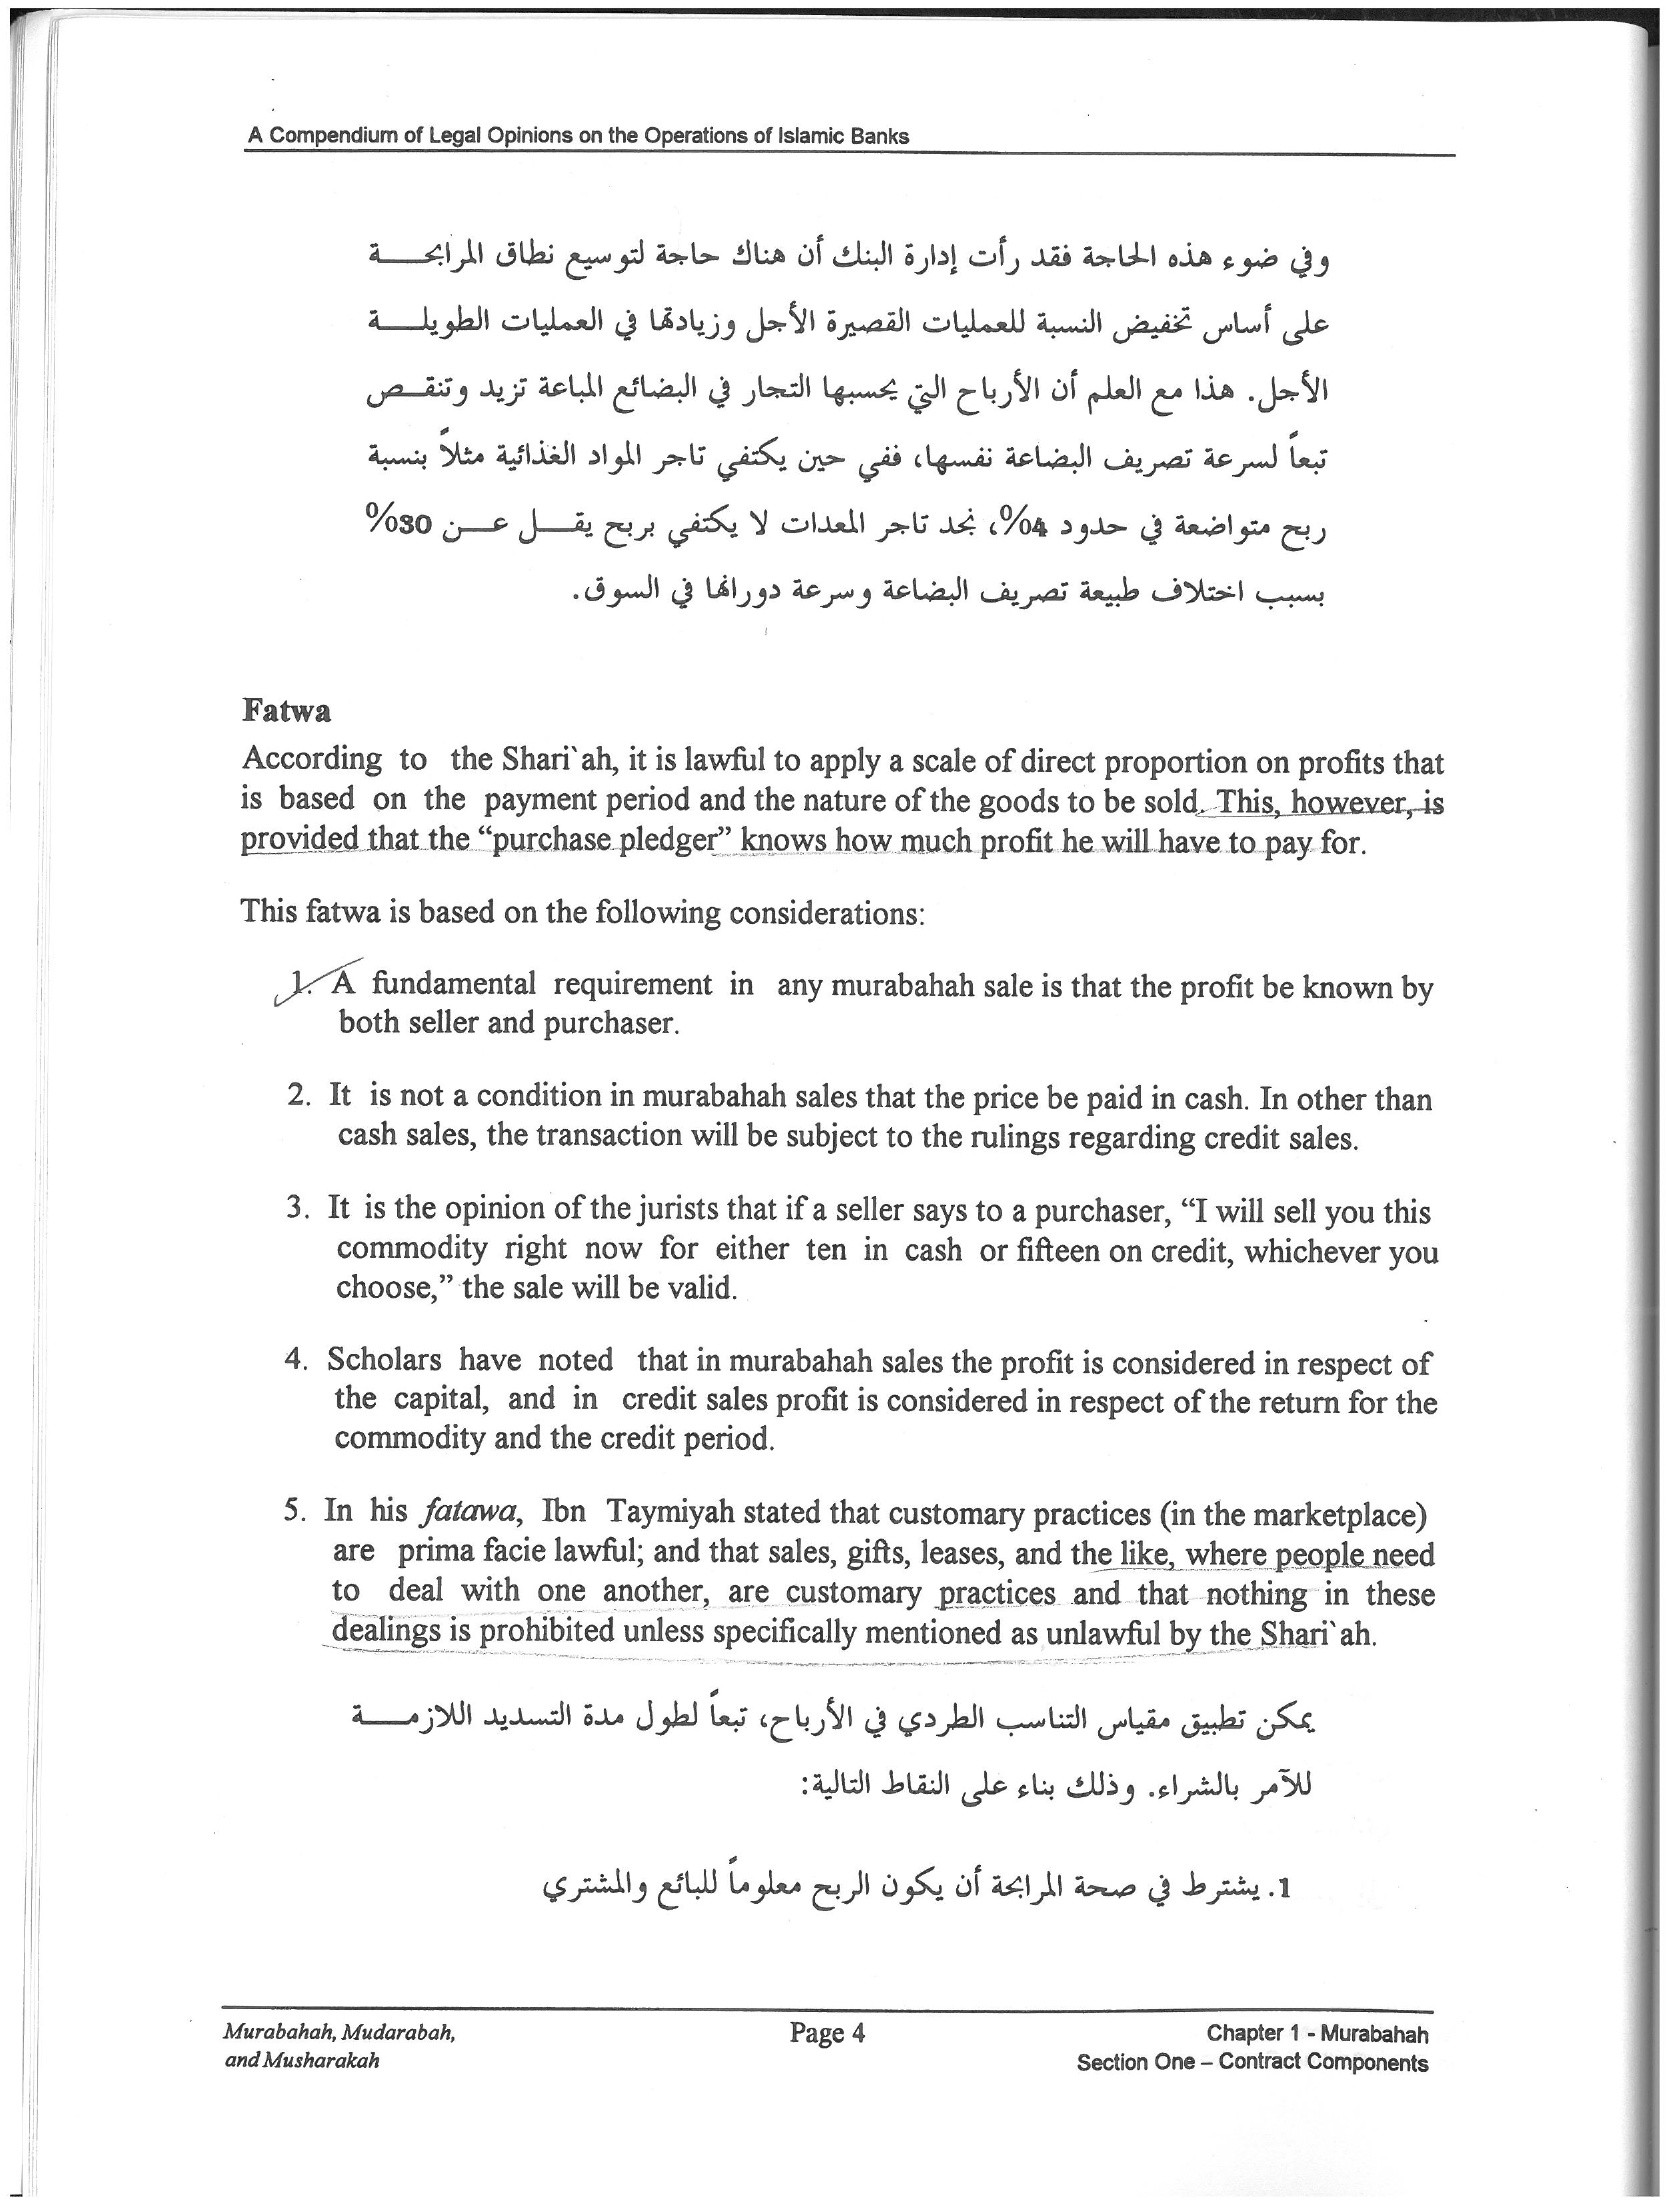 A Compendium of Legal Opinions on the Operations of Islamic Banks
وفي ضوء هذه الحاجة فقد رأت إدارة البنك أن هناك حاجة لتوسيع نطاق المرابحة
على أساس تخفيض النسبة للعمليات القصيرة الأجل وزيادتها في العمليات الطويلة
الأجل. هذا مع العلم أن الأرباح التي يحسبها التجار في البضائع المباعة تزيد وتنقص
تبعاً لسرعة تصريف البضاعة نفسها، ففي حين يكتفي تاجر المواد الغذائية مثلاً بنسبة
ربح متواضعة في حدود 4%، نجد تاجر المعدات لا يكتفي بربح يقل عن 30%
بسبب اختلاف طبيعة تصريف البضاعة وسرعة دورانها في السوق.
Fatwa
According to the Shari`ah, it is lawful to apply a scale of direct proportion on profits that
is based on the payment period and the nature of the goods to be sold. This, however, is
provided that the “purchase pledger” knows how much profit he will have to pay for.
This fatwa is based on the following considerations:
1. A fundamental requirement in any murabahah sale is that the profit be known by
both seller and purchaser.
2. It is not a condition in murabahah sales that the price be paid in cash. In other than
cash sales, the transaction will be subject to the rulings regarding credit sales.
3. It is the opinion of the jurists that if a seller says to a purchaser, “I will sell you this
commodity right now for either ten in cash or fifteen on credit, whichever you
choose,” the sale will be valid.
4. Scholars have noted that in murabahah sales the profit is considered in respect of
the capital, and in credit sales profit is considered in respect of the return for the
commodity and the credit period.
5. In his fatawa, Ibn Taymiyah stated that customary practices (in the marketplace)
are prima facie lawful; and that sales, gifts, leases, and the like, where people need
to deal with one another, are customary practices and that nothing in these
dealings is prohibited unless specifically mentioned as unlawful by the Shari`ah.
يمكن تطبيق مقياس التناسب الطردي في الأرباح، تبعاً لطول مدة التسديد اللازمة
للآمر بالشراء. وذلك بناء على النقاط التالية:
1. يشترط في صحة المرابحة أن يكون الربح معلوماً للبائع والمشتري
Murabahah, Mudarabah,
and Musharakah
Page 4
Chapter 1 - Murabahah
Section One – Contract Components